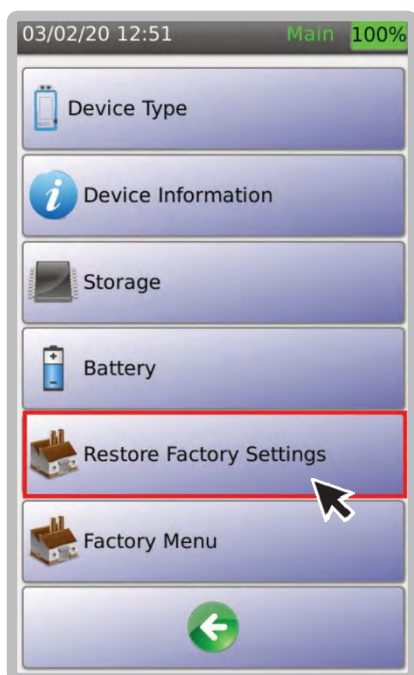 03/02/20 12:51 Main 100%
Device Type
Device Information
Storage
Battery
Restore Factory Settings
Factory Menu